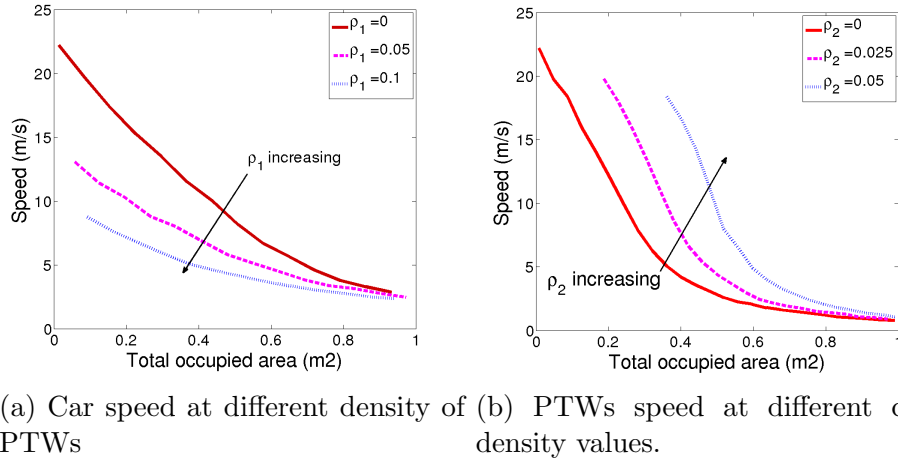 25
20
15
10
5
0
Speed (m/s)
0
0.2
0.4
0.6
0.8
1
Total occupied area (m2)
ρ1 =0
ρ1 =0.05
ρ1 =0.1
ρ1 increasing
25
20
15
10
5
0
Speed (m/s)
0
0.2
0.4
0.6
0.8
1
Total occupied area (m2)
ρ2 =0
ρ2 =0.025
ρ2 =0.05
ρ2 increasing
(a) Car speed at different density of
PTWs
(b) PTWs speed at different
density values.